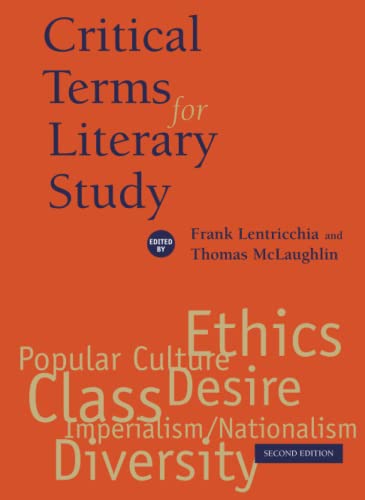 Critical
Terms for
Literary
Study
EDITED
BY
Frank Lentricchia and
Thomas McLaughlin
Ethics
Popular Culture
Class Desire
Imperialism/Nationalism
Diversity
SECOND EDITION